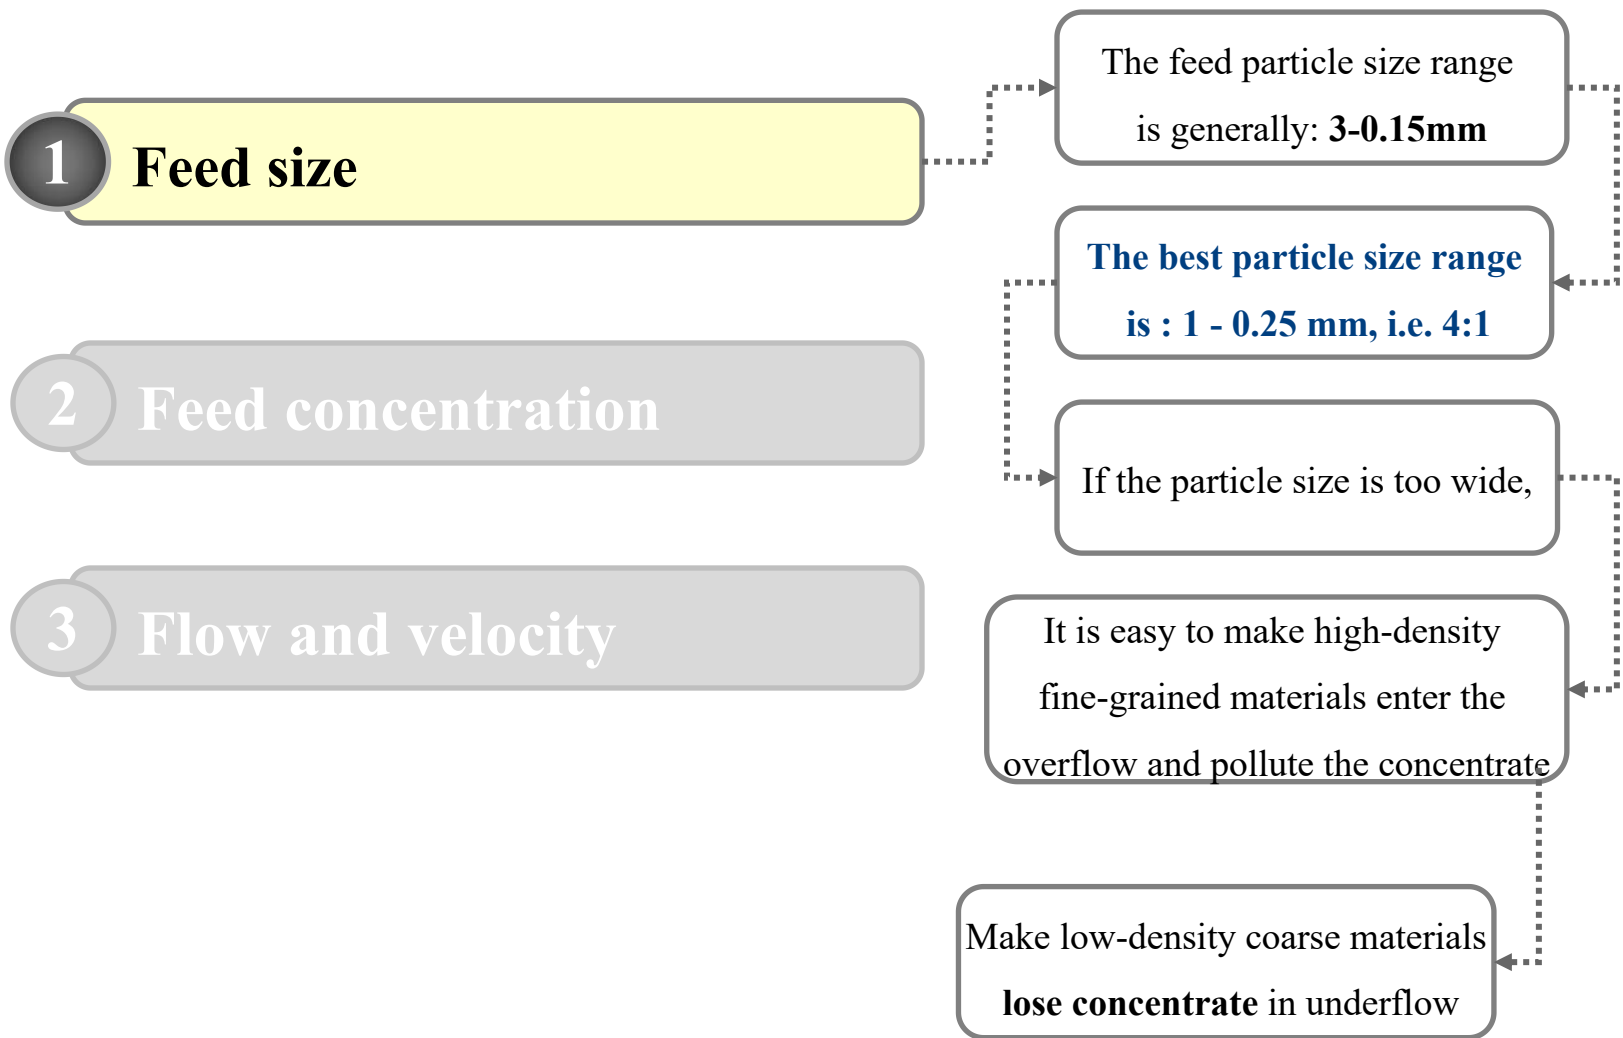 1
Feed size
2
Feed concentration
3
Flow and velocity
The feed particle size range
is generally: 3-0.15mm
The best particle size range
is : 1 - 0.25 mm, i.e. 4:1
If the particle size is too wide,
It is easy to make high-density
fine-grained materials enter the
overflow and pollute the concentrate
Make low-density coarse materials
lose concentrate in underflow